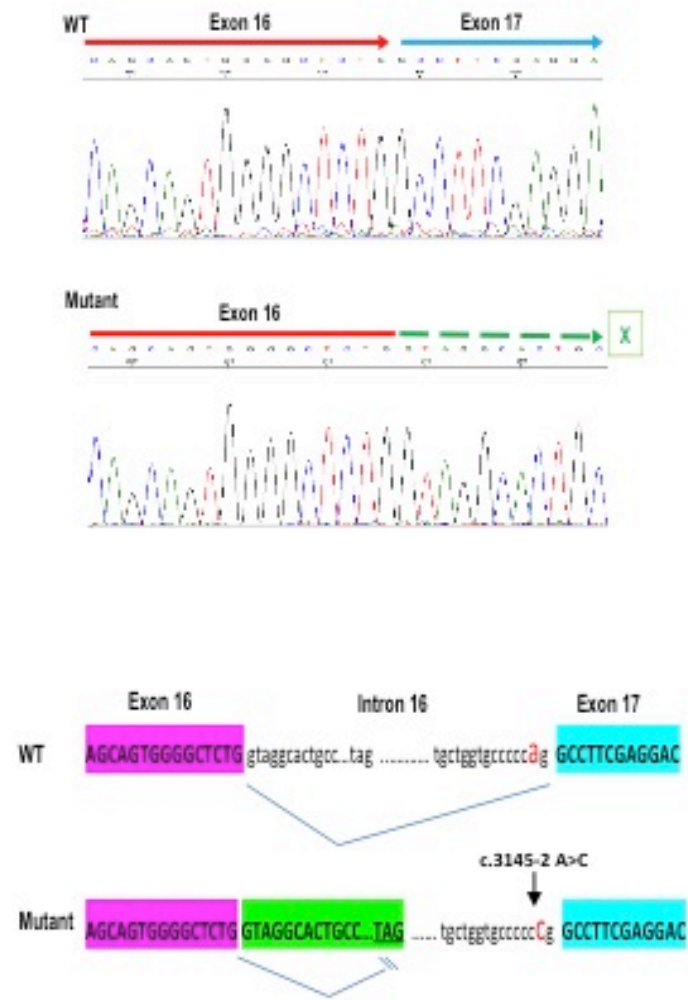 WT
Exon 16 Exon 17
Mutant
Exon 16
X
Exon 16 Intron 16 Exon 17
WT AGCAGTGGGGCTCTG gtaggcactgcc...tag ............ tgctggtgcccccag GCCTTCGAGGAC
c.3145-2 A>C
Mutant AGCAGTGGGGCTCTG GTAGGCACTGCC...TAG ...... tgctggtgcccccCg GCCTTCGAGGAC